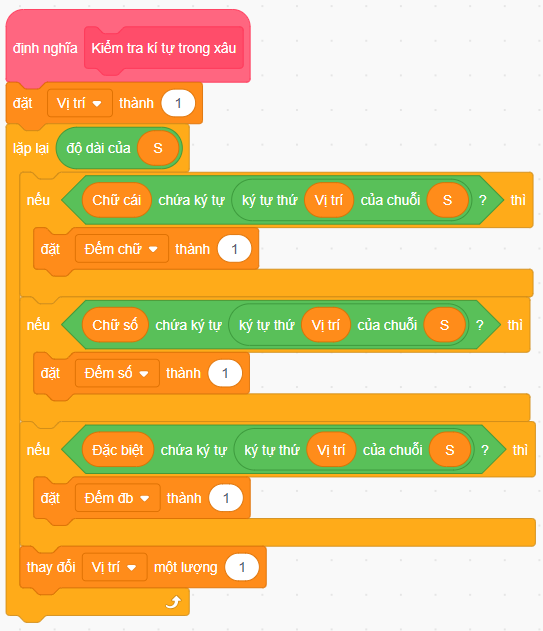 định nghĩa Kiểm tra kí tự trong xâu
đặt Vị trí thành 1
lặp lại độ dài của S
nếu Chữ cái chứa ký tự ký tự thứ Vị trí của chuỗi S ? thì
đặt Đếm chữ thành 1
nếu Chữ số chứa ký tự ký tự thứ Vị trí của chuỗi S ? thì
đặt Đếm số thành 1
nếu Đặc biệt chứa ký tự ký tự thứ Vị trí của chuỗi S ? thì
đặt Đếm đb thành 1
thay đổi Vị trí một lượng 1